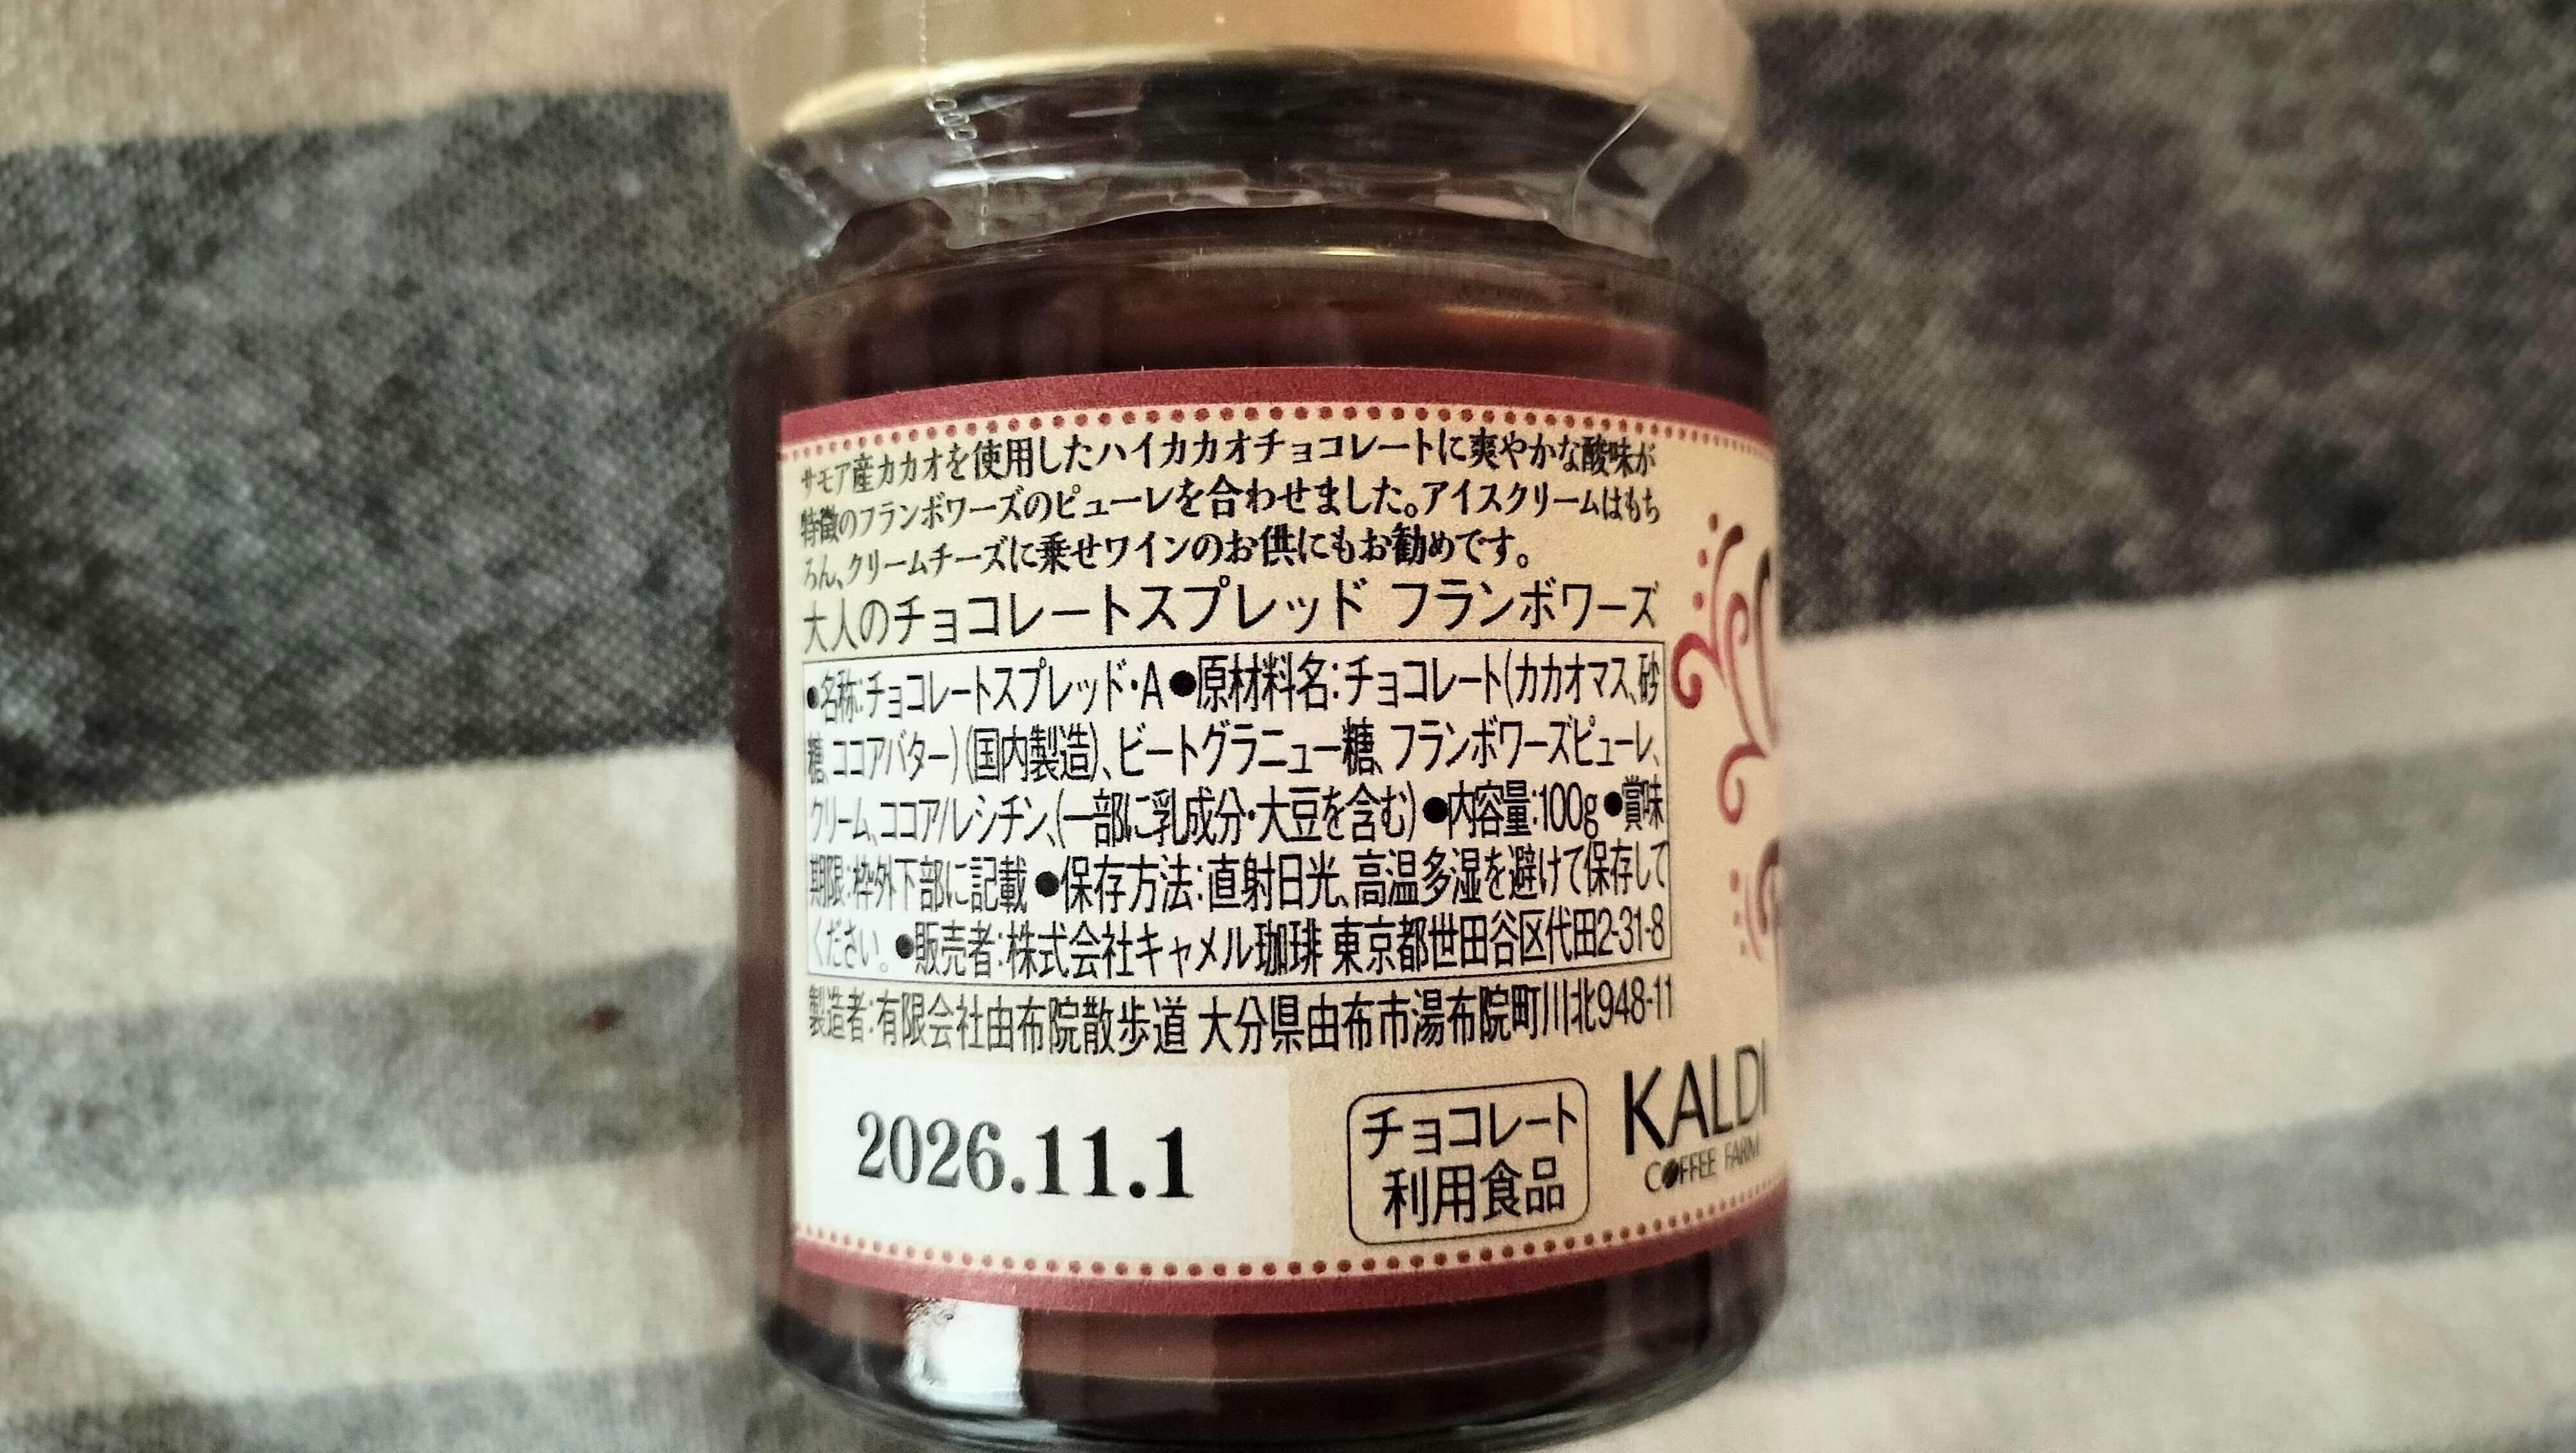 サモア産カカオを使用したハイカカオチョコレートに爽やかな酸味が
特徴のフランボワーズのピューレを合わせました。アイスクリームはもち
ろん、クリームチーズに乗せワインのお供にもお勧めです。
大人のチョコレートスプレッド フランボワーズ
●名称:チョコレートスプレッド・A ●原材料名:チョコレート(カカオマス、砂
糖、ココアバター)(国内製造)、ビートグラニュー糖、フランボワーズピューレ、
クリーム、ココア/レシチン、(一部に乳成分・大豆を含む) ●内容量:100g ●賞味
期限:枠外下部に記載 ●保存方法:直射日光、高温多湿を避けて保存して
ください。 ●販売者:株式会社キャメル珈琲 東京都世田谷区代田2-31-8
製造者:有限会社由布院散歩道 大分県由布市湯布院町川北948-11
2026.11.1
チョコレート
利用食品
KALDI
COFFEE FARM